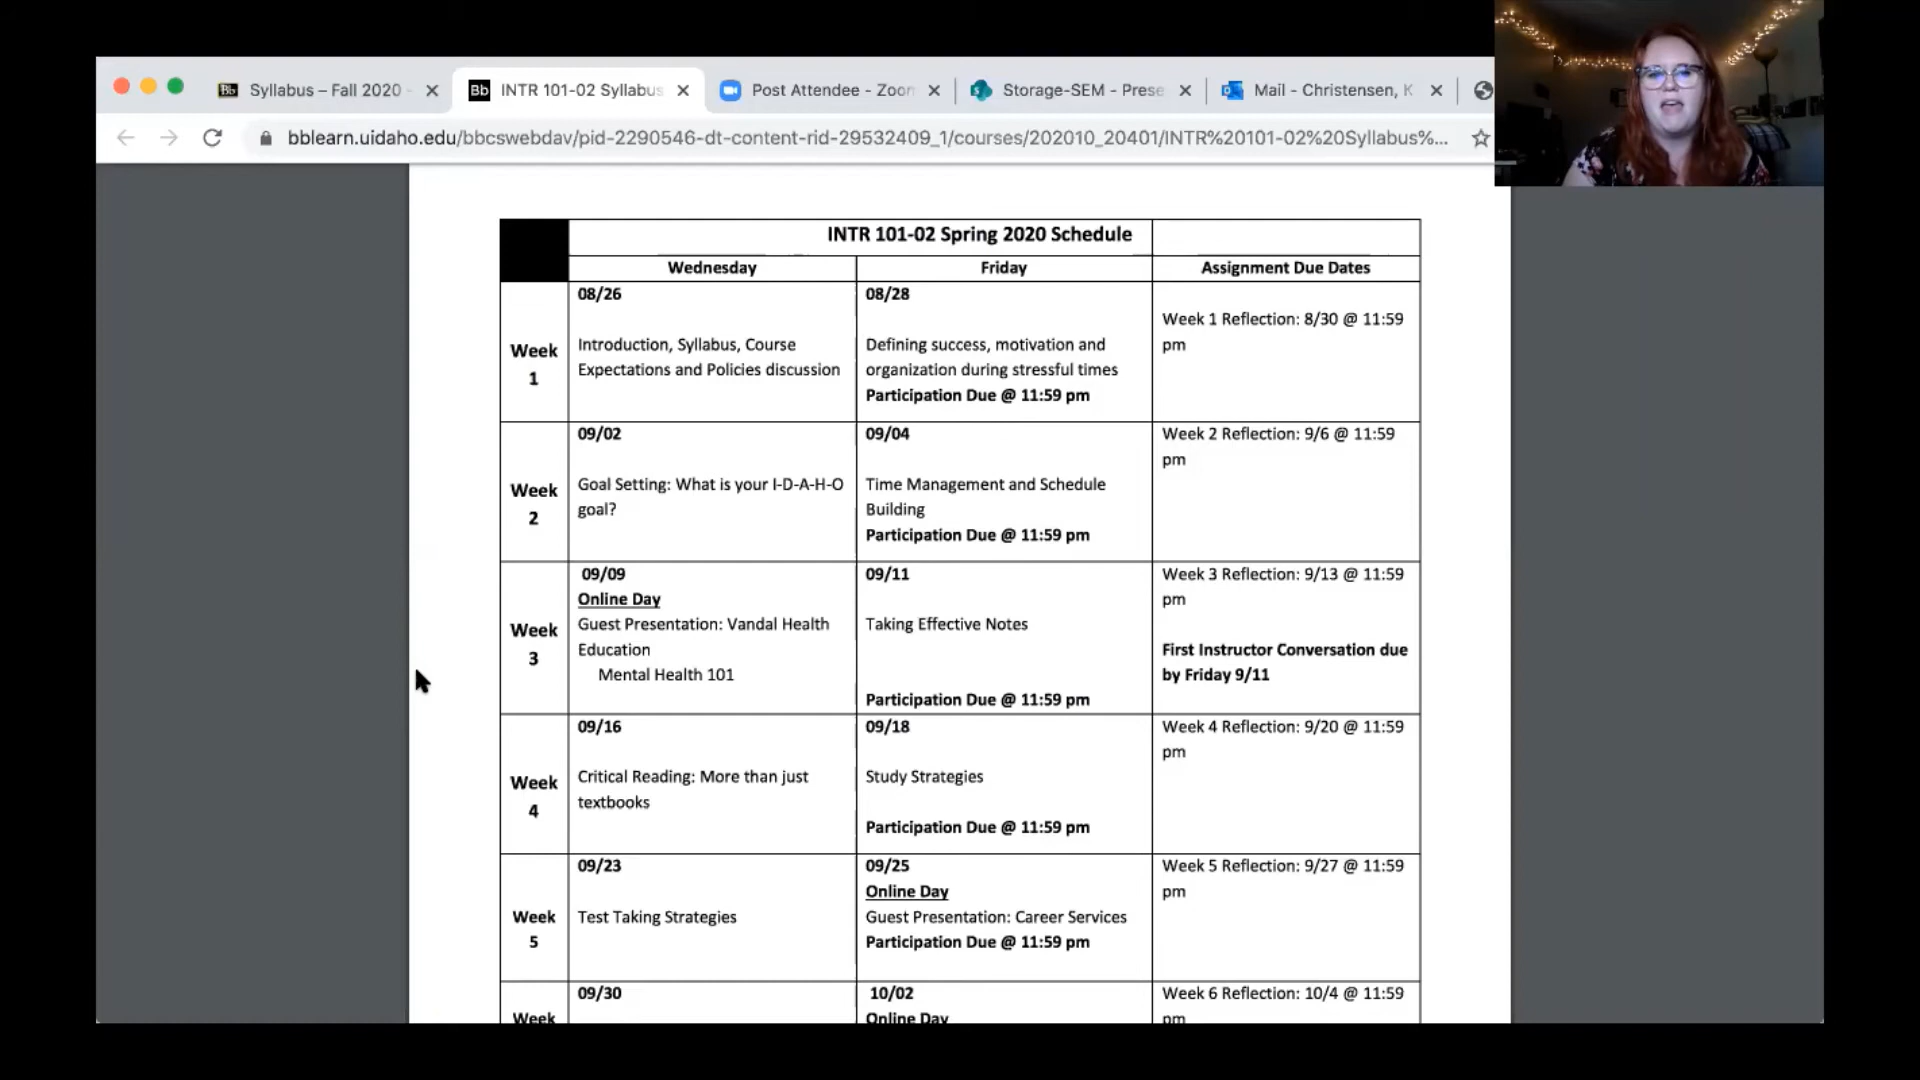 Syllabus – Fall 2020 -
INTR 101-02 Syllabus
Post Attendee - Zoom
Storage-SEM - Prese
Mail - Christensen, K
bblearn.uidaho.edu/bbcswebdav/pid-2290546-dt-content-rid-29532409_1/courses/202010_20401/INTR%20101-02%20Syllabus%...
INTR 101-02 Spring 2020 Schedule
Wednesday
Friday
Assignment Due Dates
Week
1
08/26
Introduction, Syllabus, Course
Expectations and Policies discussion
08/28
Defining success, motivation and
organization during stressful times
Participation Due @ 11:59 pm
Week 1 Reflection: 8/30 @ 11:59
pm
Week
2
09/02
Goal Setting: What is your I-D-A-H-O
goal?
09/04
Time Management and Schedule
Building
Participation Due @ 11:59 pm
Week 2 Reflection: 9/6 @ 11:59
pm
Week
3
09/09
Online Day
Guest Presentation: Vandal Health
Education
Mental Health 101
09/11
Taking Effective Notes
Participation Due @ 11:59 pm
Week 3 Reflection: 9/13 @ 11:59
pm
First Instructor Conversation due
by Friday 9/11
Week
4
09/16
Critical Reading: More than just
textbooks
09/18
Study Strategies
Participation Due @ 11:59 pm
Week 4 Reflection: 9/20 @ 11:59
pm
Week
5
09/23
Test Taking Strategies
09/25
Online Day
Guest Presentation: Career Services
Participation Due @ 11:59 pm
Week 5 Reflection: 9/27 @ 11:59
pm
Week
09/30
10/02
Online Day
Week 6 Reflection: 10/4 @ 11:59
pm